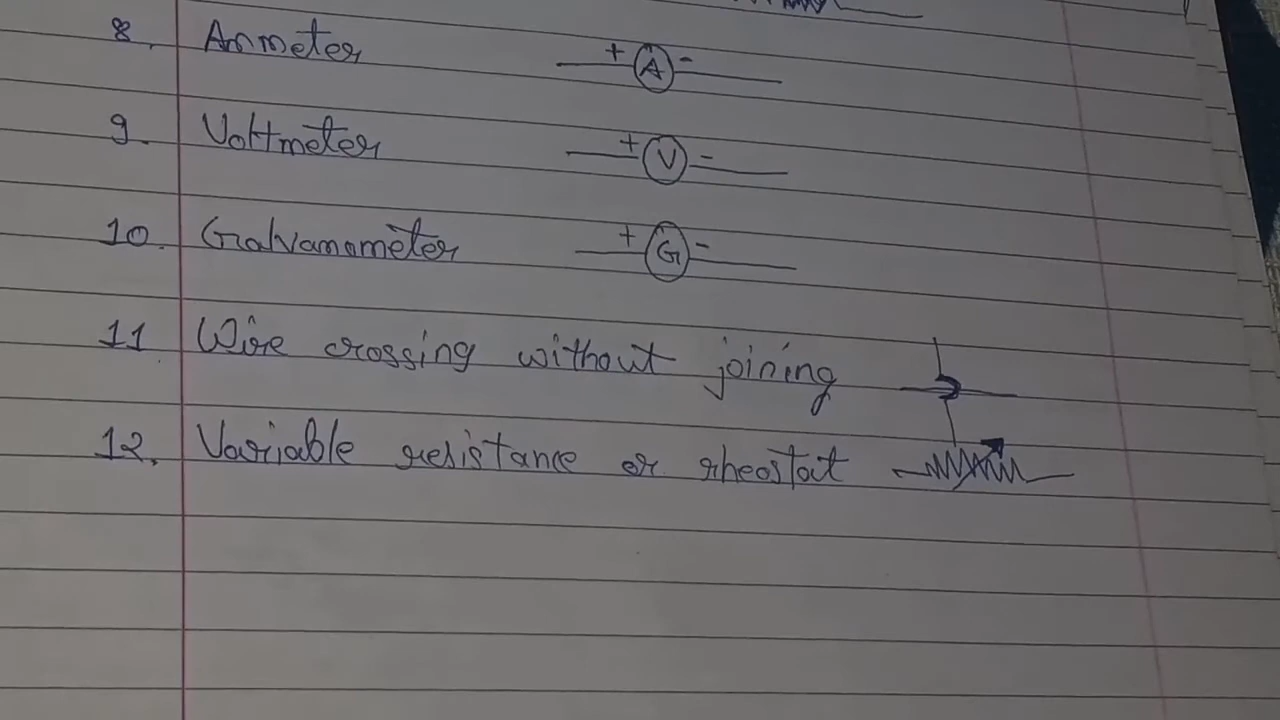 8. Ammeter + A -
9. Voltmeter + V -
10. Galvanometer + G -
11 Wire crossing without joining
12. Variable resistance or rheostat